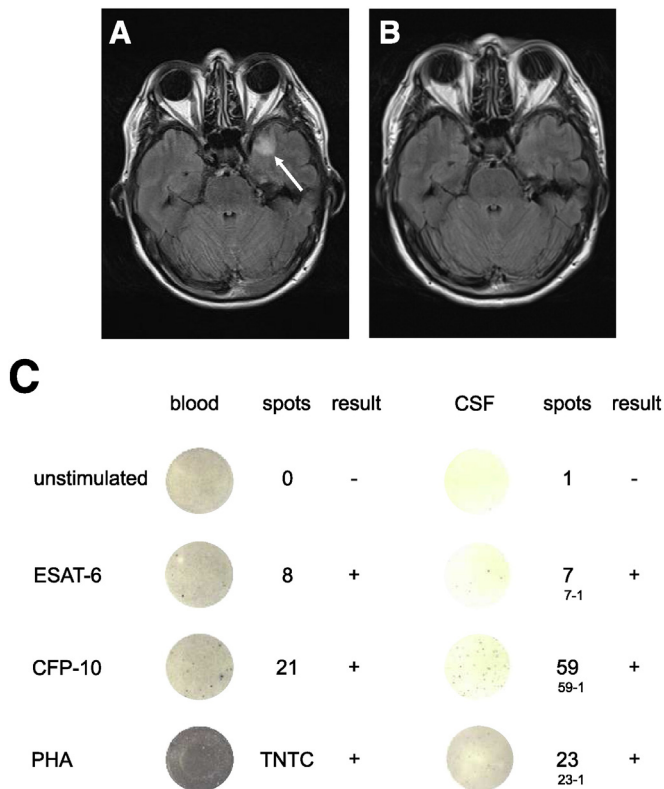 A B
C
blood spots result CSF spots result
unstimulated 0 - 1 -
ESAT-6 8 + 7 +
7-1
CFP-10 21 + 59 +
59-1
PHA TNTC + 23 +
23-1